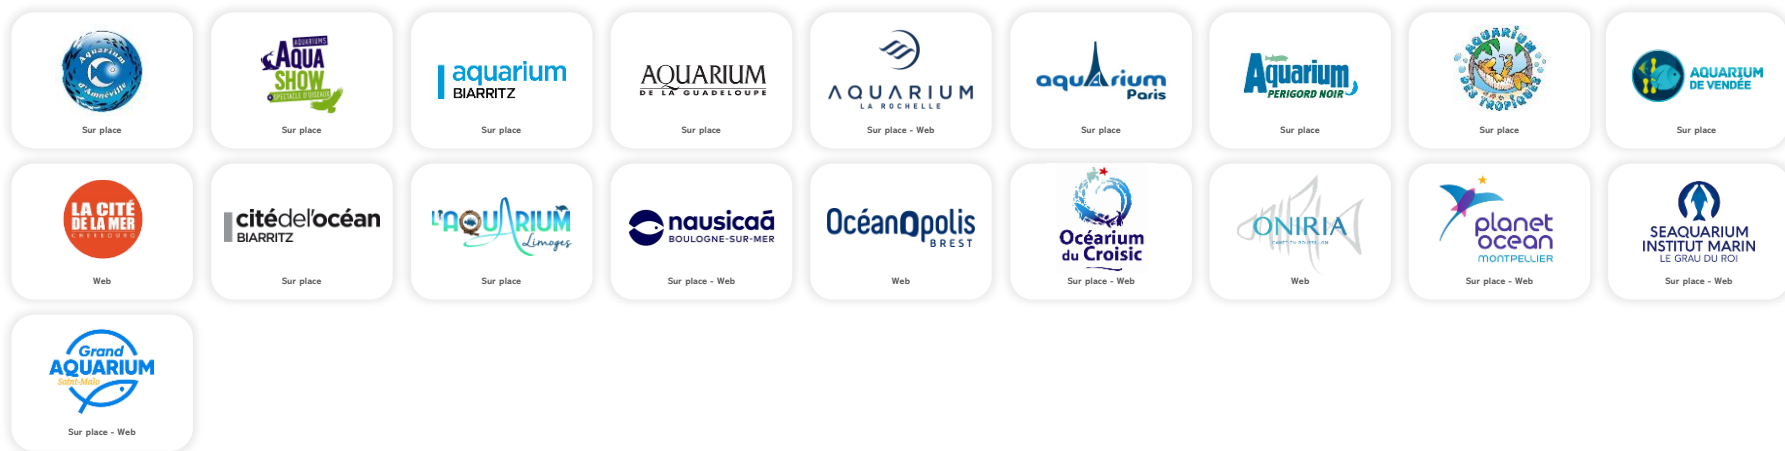 Aquarium
d'Amnéville
Sur place
AQUARIUMS
AQUA
SHOW
SPECTACLE D'OISEAUX
Sur place
aquarium
BIARRITZ
Sur place
AQUARIUM
DE LA GUADELOUPE
Sur place
AQUARIUM
LA ROCHELLE
Sur place - Web
aquarium
Paris
Sur place
Aquarium
PERIGORD NOIR
Sur place
AQUARIUM
DES TROPIQUES
Sur place
AQUARIUM
DE VENDÉE
Sur place
LA CITÉ
DE LA MER
CHERBOURG
Web
citédel'océan
BIARRITZ
Sur place
L'AQUARIUM
Limoges
Sur place
nausicaá
BOULOGNE-SUR-MER
Sur place - Web
Océanopolis
BREST
Web
Océarium
du Croisic
Sur place - Web
ONIRIA
CANET EN ROUSSILLON
Web
planet
ocean
MONTPELLIER
Sur place - Web
SEAQUARIUM
INSTITUT MARIN
LE GRAU DU ROI
Sur place - Web
Grand
AQUARIUM
Saint-Malo
Sur place - Web